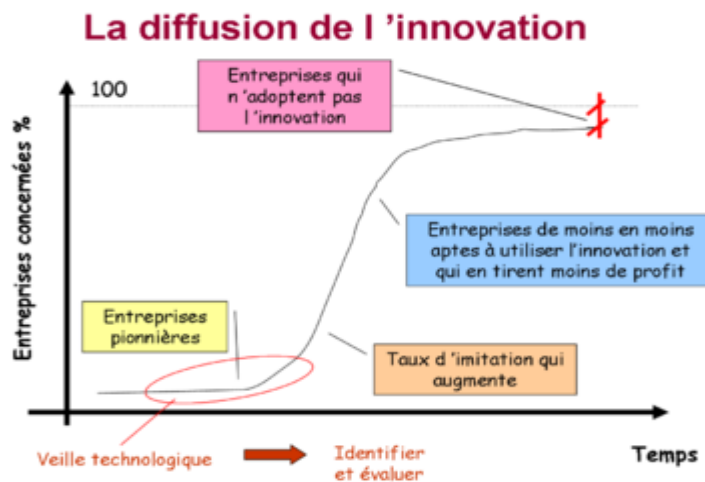 La diffusion de l 'innovation
100
Entreprises qui
n 'adoptent pas
l 'innovation
Entreprises concernées %
Entreprises de moins en moins
aptes à utiliser l'innovation et
qui en tirent moins de profit
Entreprises
pionnières
Taux d 'imitation qui
augmente
Veille technologique
Identifier
et évaluer
Temps